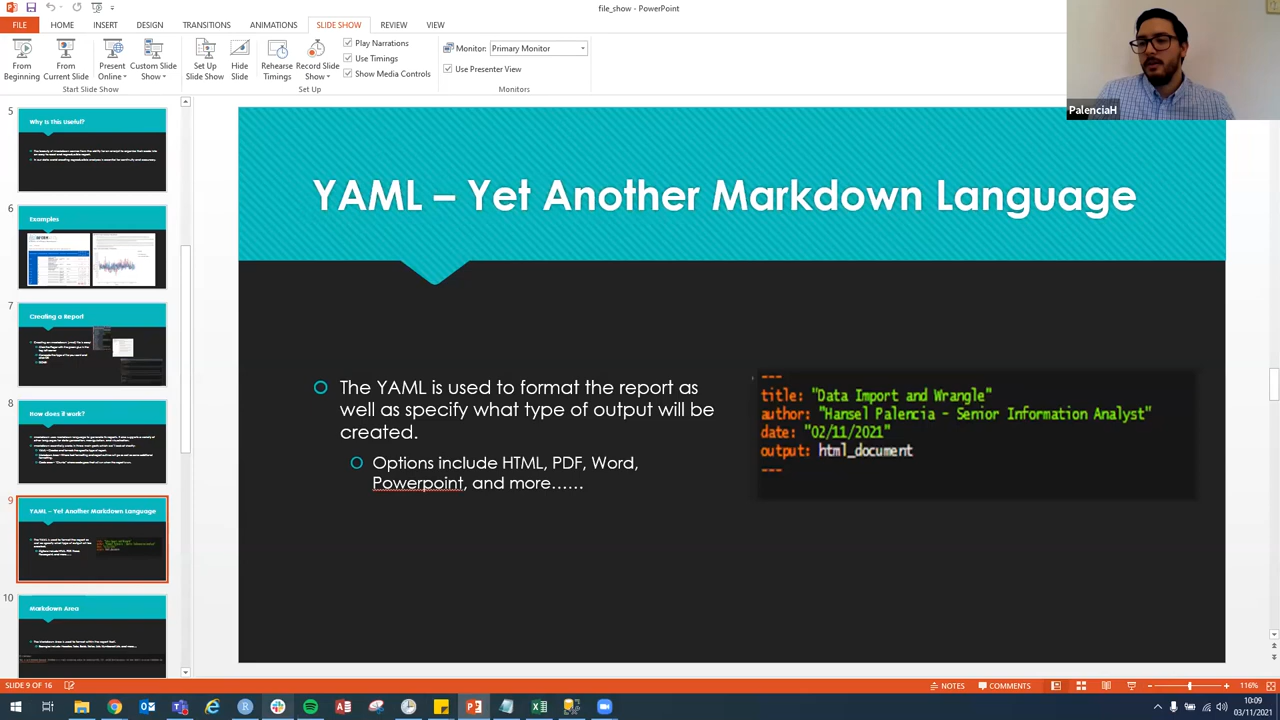 file_show - PowerPoint
FILE HOME INSERT DESIGN TRANSITIONS ANIMATIONS SLIDE SHOW REVIEW VIEW
From Beginning
From Current Slide
Present Online
Custom Slide Show
Set Up Slide Show
Hide Slide
Rehearse Timings
Record Slide Show
Play Narrations
Use Timings
Show Media Controls
Monitor: Primary Monitor
Use Presenter View
Start Slide Show
Set Up
Monitors
PalenciaH
5
Why Is This Useful?
6
Examples
7
Creating a Report
8
How does it work?
9
YAML – Yet Another Markdown Language
10
Markdown Area
YAML – Yet Another Markdown Language
The YAML is used to format the report as
well as specify what type of output will be
created.
Options include HTML, PDF, Word,
Powerpoint, and more......
---
title: "Data Import and Wrangle"
author: "Hansel Palencia - Senior Information Analyst"
date: "02/11/2021"
output: html_document
---
SLIDE 9 OF 16
NOTES
COMMENTS
116%
10:09
03/11/2021